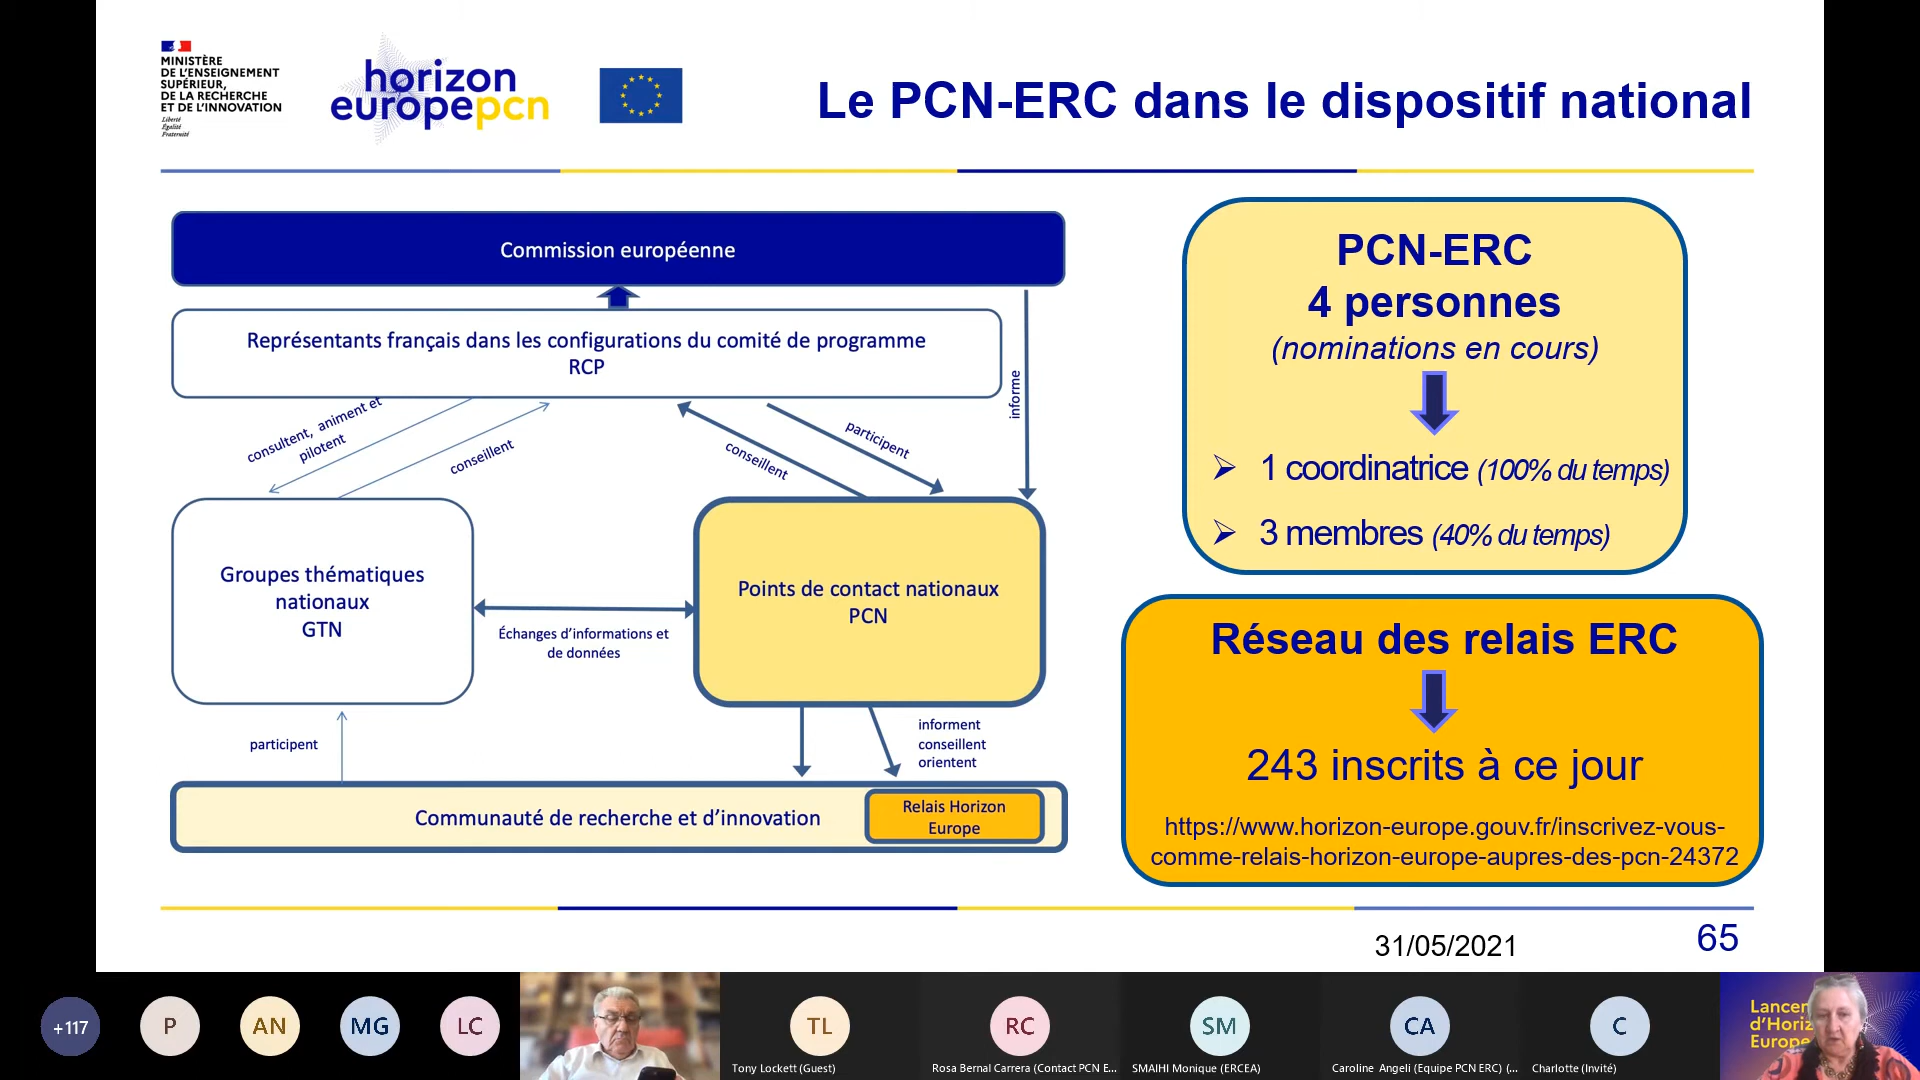 MINISTÈRE
DE L'ENSEIGNEMENT
SUPÉRIEUR,
DE LA RECHERCHE
ET DE L'INNOVATION
Liberté
Égalité
Fraternité
horizon
europepcn
Le PCN-ERC dans le dispositif national
Commission européenne
Représentants français dans les configurations du comité de programme
RCP
informe
consultent, animent et
pilotent
conseillent
conseillent
participent
Groupes thématiques
nationaux
GTN
Échanges d'informations et
de données
Points de contact nationaux
PCN
participent
informent
conseillent
orientent
Communauté de recherche et d'innovation
Relais Horizon
Europe
PCN-ERC
4 personnes
(nominations en cours)
1 coordinatrice (100% du temps)
3 membres (40% du temps)
Réseau des relais ERC
243 inscrits à ce jour
https://www.horizon-europe.gouv.fr/inscrivez-vous-
comme-relais-horizon-europe-aupres-des-pcn-24372
31/05/2021
65
+117
P
AN
MG
LC
TL
Tony Lockett (Guest)
RC
Rosa Bernal Carrera (Contact PCN E...
SM
SMAIHI Monique (ERCEA)
CA
Caroline Angeli (Equipe PCN ERC) (...
C
Charlotte (Invité)
Lancem
d'Horiz
Europe